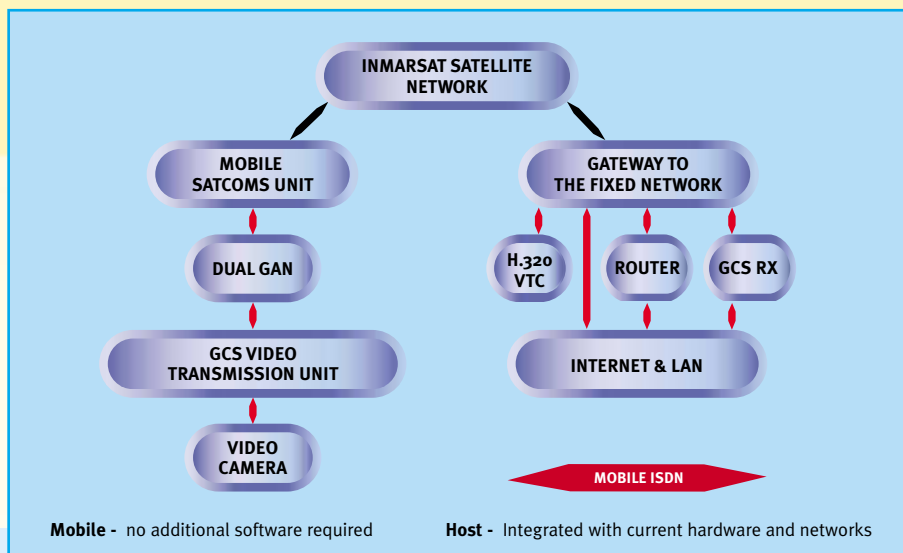 INMARSAT SATELLITE
NETWORK
MOBILE
SATCOMS UNIT
GATEWAY TO
THE FIXED NETWORK
DUAL GAN
H.320
VTC
ROUTER
GCS RX
GCS VIDEO
TRANSMISSION UNIT
INTERNET & LAN
VIDEO
CAMERA
MOBILE ISDN
Mobile - no additional software required
Host - Integrated with current hardware and networks